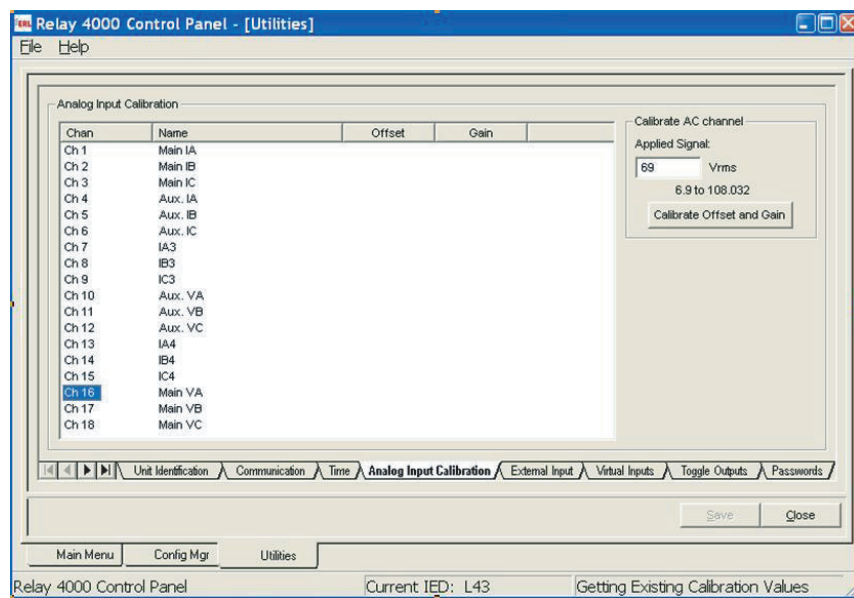 ERL Relay 4000 Control Panel - [Utilities]
File Help
Analog Input Calibration
Chan Name Offset Gain
Ch 1 Main IA
Ch 2 Main IB
Ch 3 Main IC
Ch 4 Aux. IA
Ch 5 Aux. IB
Ch 6 Aux. IC
Ch 7 IA3
Ch 8 IB3
Ch 9 IC3
Ch 10 Aux. VA
Ch 11 Aux. VB
Ch 12 Aux. VC
Ch 13 IA4
Ch 14 IB4
Ch 15 IC4
Ch 16 Main VA
Ch 17 Main VB
Ch 18 Main VC
Calibrate AC channel
Applied Signal:
69 Vrms
6.9 to 108.032
Calibrate Offset and Gain
Unit Identification Communication Time Analog Input Calibration External Input Virtual Inputs Toggle Outputs Passwords
Save Close
Main Menu Config Mgr Utilities
Relay 4000 Control Panel Current IED: L43 Getting Existing Calibration Values